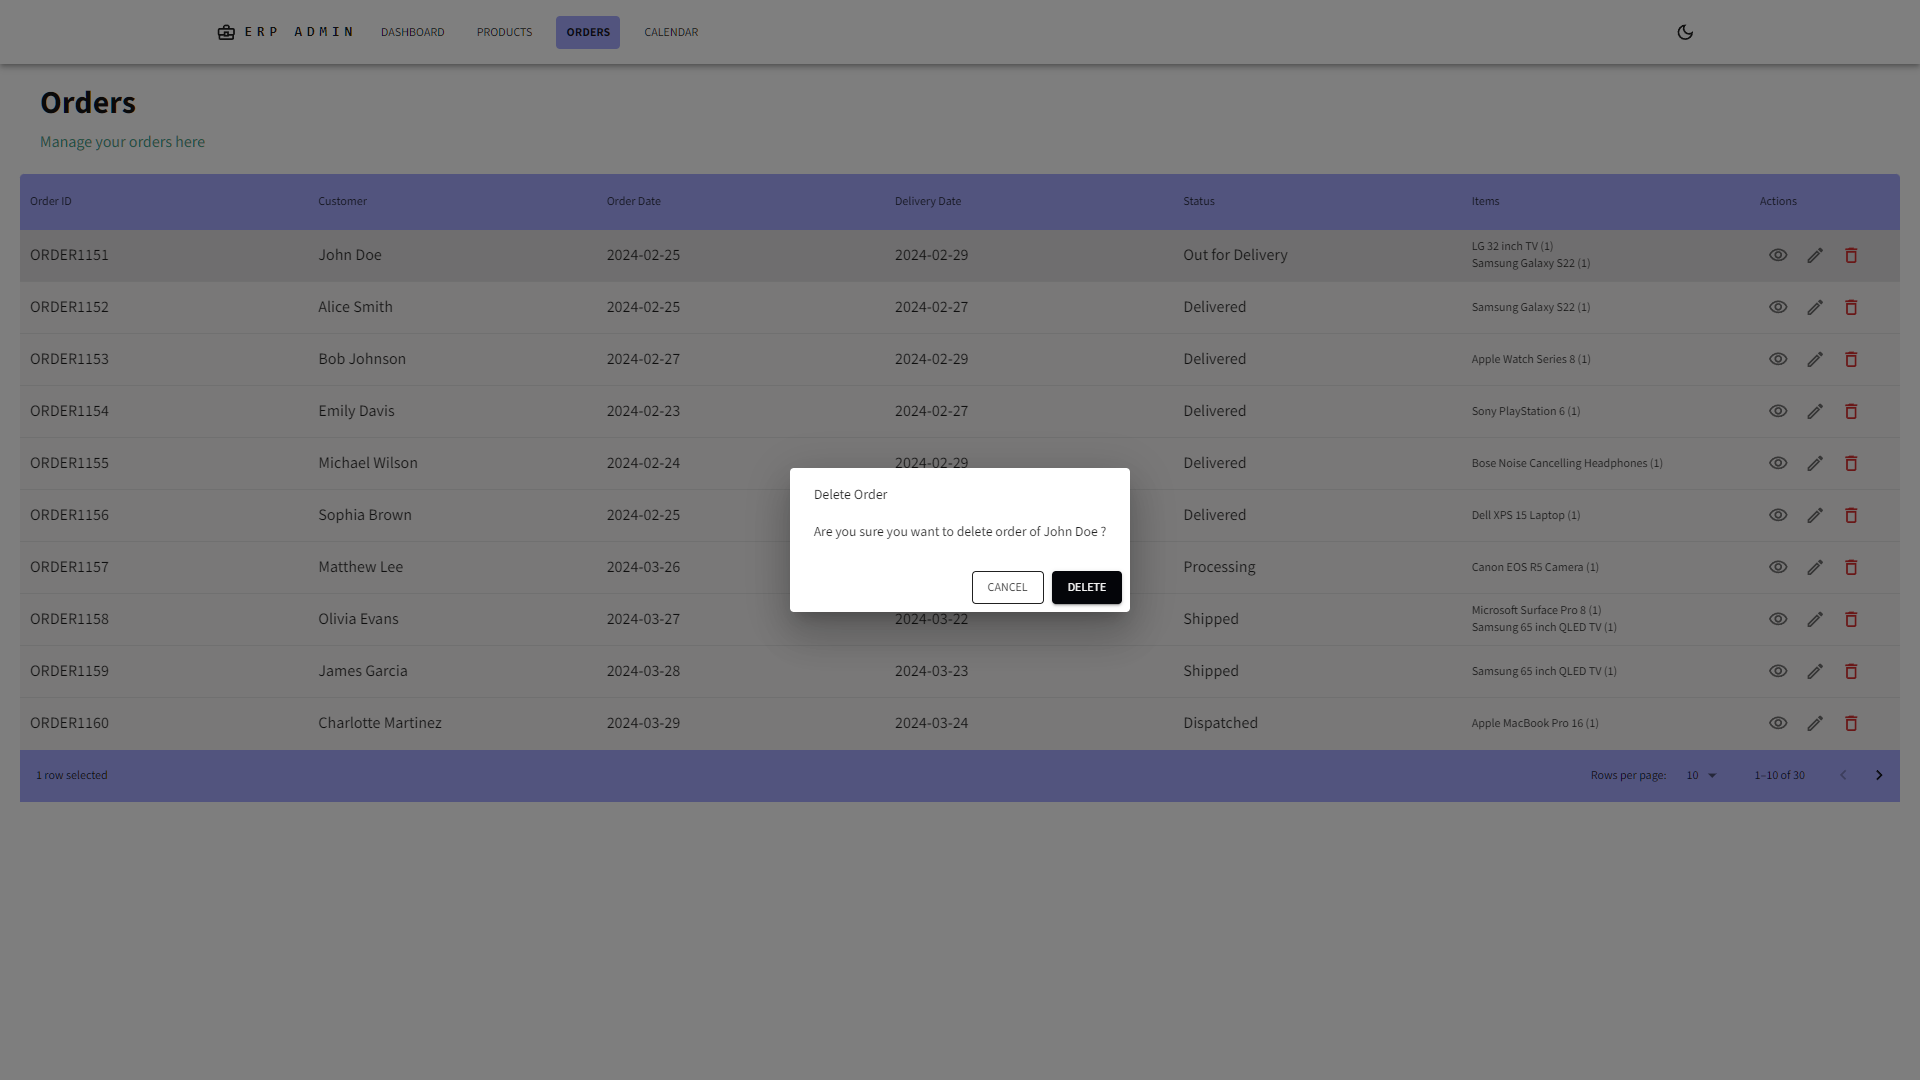 ERP ADMIN DASHBOARD PRODUCTS ORDERS CALENDAR
Orders
Manage your orders here
Order ID Customer Order Date Delivery Date Status Items Actions
ORDER1151 John Doe 2024-02-25 2024-02-29 Out for Delivery LG 32 inch TV (1)
Samsung Galaxy S22 (1)
ORDER1152 Alice Smith 2024-02-25 2024-02-27 Delivered Samsung Galaxy S22 (1)
ORDER1153 Bob Johnson 2024-02-27 2024-02-29 Delivered Apple Watch Series 8 (1)
ORDER1154 Emily Davis 2024-02-23 2024-02-27 Delivered Sony PlayStation 6 (1)
ORDER1155 Michael Wilson 2024-02-24 2024-02-29 Delivered Bose Noise Cancelling Headphones (1)
ORDER1156 Sophia Brown 2024-02-25 Delivered Dell XPS 15 Laptop (1)
ORDER1157 Matthew Lee 2024-03-26 Processing Canon EOS R5 Camera (1)
ORDER1158 Olivia Evans 2024-03-27 2024-03-22 Shipped Microsoft Surface Pro 8 (1)
Samsung 65 inch QLED TV (1)
ORDER1159 James Garcia 2024-03-28 2024-03-23 Shipped Samsung 65 inch QLED TV (1)
ORDER1160 Charlotte Martinez 2024-03-29 2024-03-24 Dispatched Apple MacBook Pro 16 (1)
1 row selected Rows per page: 10 1–10 of 30
Delete Order
Are you sure you want to delete order of John Doe ?
CANCEL DELETE